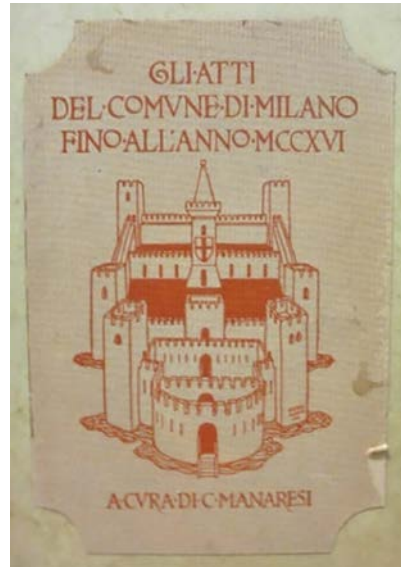 GLI·ATTI
DEL·COMVNE·DI·MILANO
FINO·ALL'ANNO·MCCXVI
A·CVRA·DI·C·MANARESI